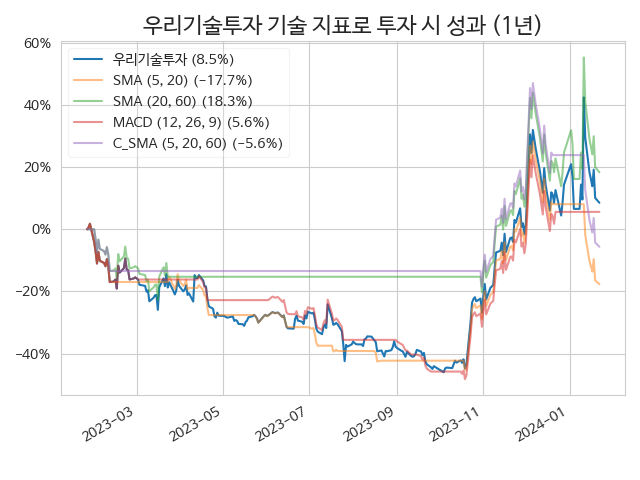 우리기술투자 기술 지표로 투자 시 성과 (1년)
60%
40%
20%
0%
−20%
−40%
우리기술투자 (8.5%)
SMA (5, 20) (−17.7%)
SMA (20, 60) (18.3%)
MACD (12, 26, 9) (5.6%)
C_SMA (5, 20, 60) (−5.6%)
2023−03
2023−05
2023−07
2023−09
2023−11
2024−01